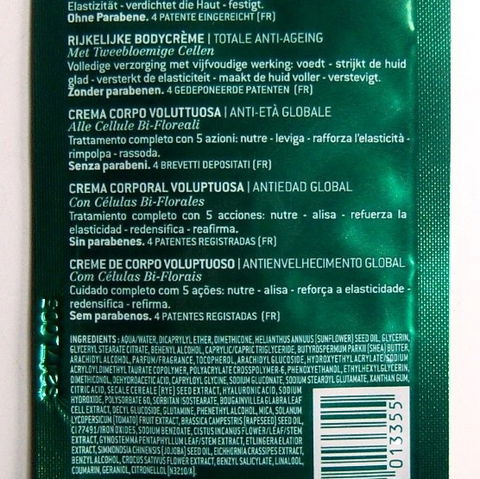 Elastizität - verdichtet die Haut - festigt.
Ohne Parabene. 4 PATENTE EINGEREICHT (FR)
RIJKELIJKE BODYCRÈME | TOTALE ANTI-AGEING
Met Tweebloemige Cellen
Volledige verzorging met vijfvoudige werking: voedt - strijkt de huid
glad - versterkt de elasticiteit - maakt de huid voller - verstevigt.
Zonder parabenen. 4 GEDEPONEERDE PATENTEN (FR)
CREMA CORPO VOLUTTUOSA | ANTI-ETÀ GLOBALE
Alle Cellule Bi-Floreali
Trattamento completo con 5 azioni: nutre - leviga - rafforza l'elasticità -
rimpolpa - rassoda.
Senza parabeni. 4 BREVETTI DEPOSITATI (FR)
CREMA CORPORAL VOLUPTUOSA | ANTIEDAD GLOBAL
Con Células Bi-Florales
Tratamiento completo con 5 acciones: nutre - alisa - refuerza la
elasticidad - redensifica - reafirma.
Sin parabenes. 4 PATENTES REGISTRADAS (FR)
CREME DE CORPO VOLUPTUOSO | ANTIENVELHECIMENTO GLOBAL
Com Células Bi-Florais
Cuidado completo com 5 ações: nutre - alisa - reforça a elasticidade -
redensifica - refirma.
Sem parabenos. 4 PATENTES REGISTADAS (FR)
INGREDIENTS : AQUA/WATER, DICAPRYLYL ETHER, DIMETHICONE, HELIANTHUS ANNUUS (SUNFLOWER) SEED OIL, GLYCERIN,
GLYCERYL STEARATE CITRATE, BEHENYL ALCOHOL, CAPRYLIC/CAPRIC TRIGLYCERIDE, BUTYROSPERMUM PARKII (SHEA) BUTTER,
ARACHIDYL ALCOHOL, PARFUM/FRAGRANCE, TOCOPHEROL, ARACHIDYL GLUCOSIDE, HYDROXYETHYL ACRYLATE/SODIUM
ACRYLOYLDIMETHYL TAURATE COPOLYMER, POLYACRYLATE CROSSPOLYMER-6, PHENOXYETHANOL, ETHYLHEXYLGLYCERIN,
DIMETHICONOL, DEHYDROACETIC ACID, CAPRYLOYL GLYCINE, SODIUM GLUCONATE, SODIUM STEAROYL GLUTAMATE, XANTHAN GUM,
CITRIC ACID, SECALE CEREALE (RYE) SEED EXTRACT, HYALURONIC ACID, SODIUM
HYDROXIDE, POLYSORBATE 60, SORBITAN ISOSTEARATE, BOUGAINVILLEA GLABRA LEAF
CELL EXTRACT, DECYL GLUCOSIDE, GLUTAMINE, PHENETHYL ALCOHOL, MICA, SOLANUM
LYCOPERSICUM (TOMATO) FRUIT EXTRACT, BRASSICA CAMPESTRIS (RAPESEED) SEED OIL,
CI 77491/IRON OXIDES, SODIUM BENZOATE, CISTUS INCANUS FLOWER/LEAF/STEM
EXTRACT, GYNOSTEMMA PENTAPHYLLUM LEAF/STEM EXTRACT, ETLINGERA ELATIOR
EXTRACT, SIMMONDSIA CHINENSIS (JOJOBA) SEED OIL, EICHHORNIA CRASSIPES EXTRACT,
BENZYL ALCOHOL, CROCUS SATIVUS FLOWER EXTRACT, BENZYL SALICYLATE, LINALOOL,
COUMARIN, GERANIOL, CITRONELLOL [N3210/A].
013355